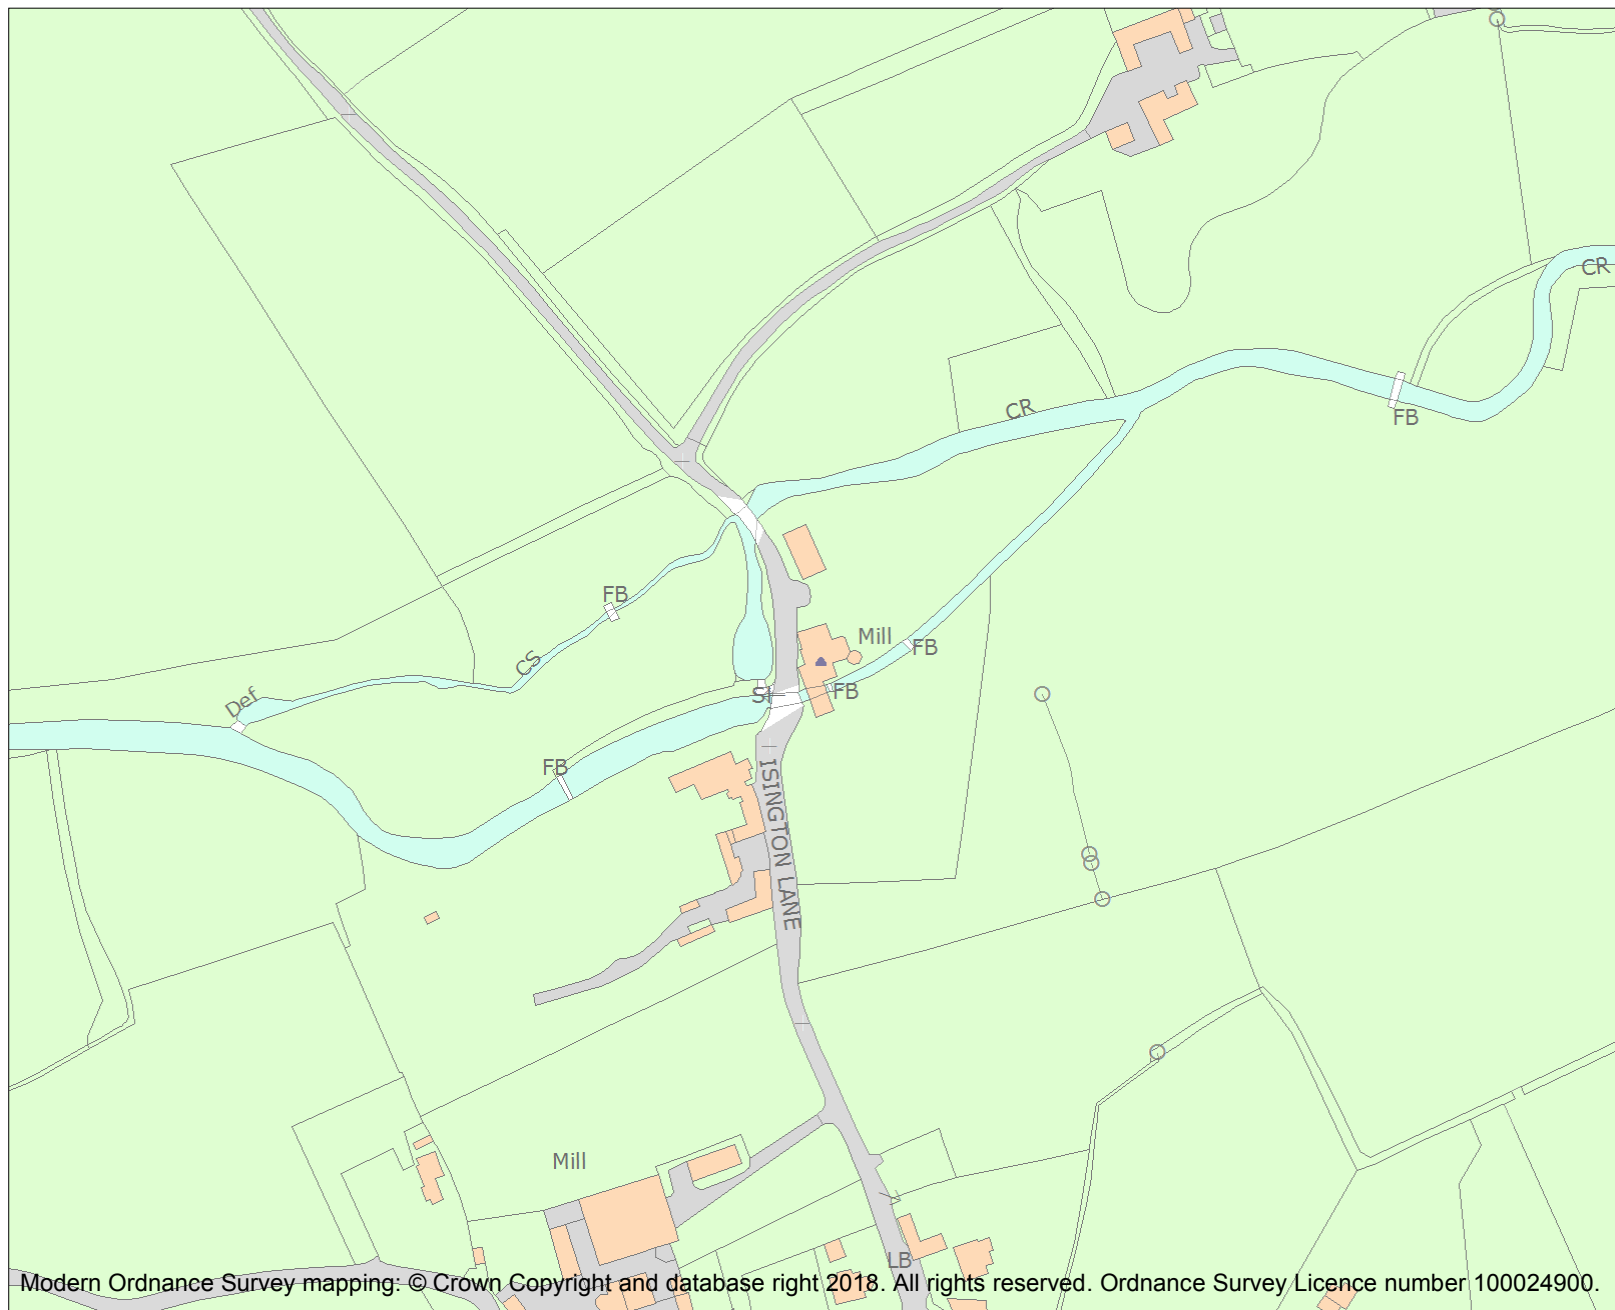 CR
CR
FB
FB
Mill
FB
CS
FB
Sl
Def
FB
ISINGTON LANE
Mill
LB
Modern Ordnance Survey mapping: © Crown Copyright and database right 2018. All rights reserved. Ordnance Survey Licence number 100024900.